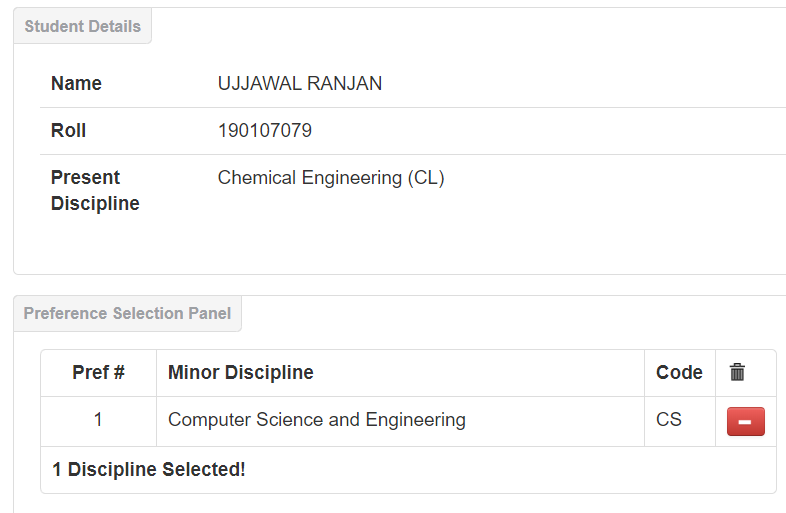 Student Details
Name UJJAWAL RANJAN
Roll 190107079
Present Chemical Engineering (CL)
Discipline
Preference Selection Panel
Pref # Minor Discipline Code
1 Computer Science and Engineering CS
1 Discipline Selected!